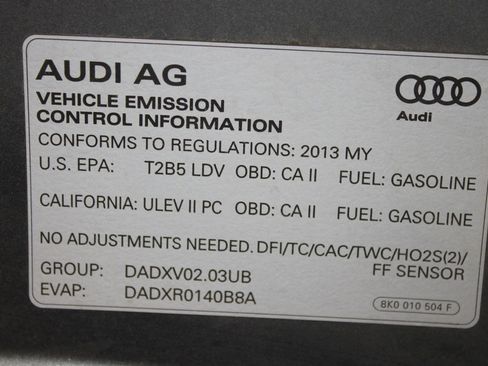 AUDI AG
Audi
VEHICLE EMISSION
CONTROL INFORMATION
CONFORMS TO REGULATIONS: 2013 MY
U.S. EPA: T2B5 LDV OBD: CA II FUEL: GASOLINE
CALIFORNIA: ULEV II PC OBD: CA II FUEL: GASOLINE
NO ADJUSTMENTS NEEDED. DFI/TC/CAC/TWC/HO2S(2)/
FF SENSOR
GROUP: DADXV02.03UB
EVAP: DADXR0140B8A
8K0 010 504 F